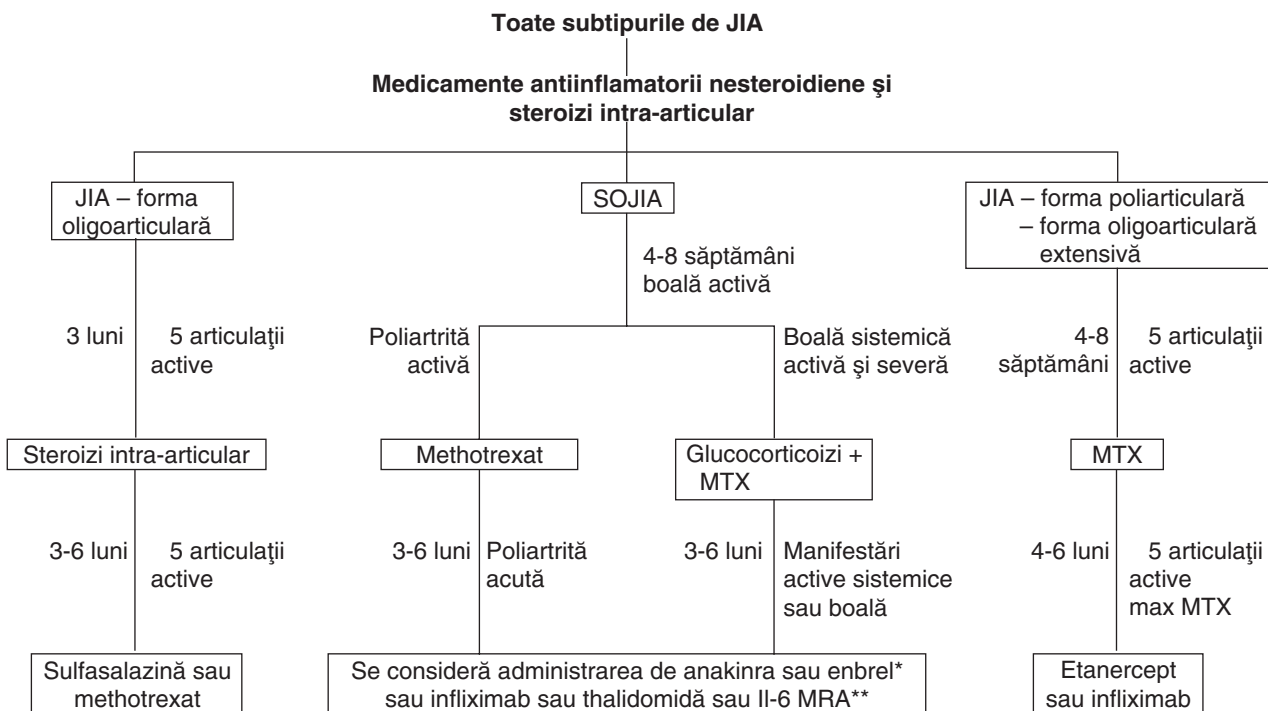 Toate subtipurile de JIA
Medicamente antiinflamatorii nesteroidiene şi
steroizi intra-articular
JIA – forma
oligoarticulară
SOJIA
JIA – forma poliarticulară
– forma oligoarticulară
extensivă
4-8 săptămâni
boală activă
3 luni
5 articulaţii
active
Poliartrită
activă
Boală sistemică
activă şi severă
4-8
săptămâni
5 articulaţii
active
Steroizi intra-articular
Methotrexat
Glucocorticoizi +
MTX
MTX
3-6 luni
5 articulaţii
active
3-6 luni
Poliartrită
acută
3-6 luni
Manifestări
active sistemice
sau boală
4-6 luni
5 articulaţii
active
max MTX
Sulfasalazină sau
methotrexat
Se consideră administrarea de anakinra sau enbrel*
sau infliximab sau thalidomidă sau Il-6 MRA**
Etanercept
sau infliximab